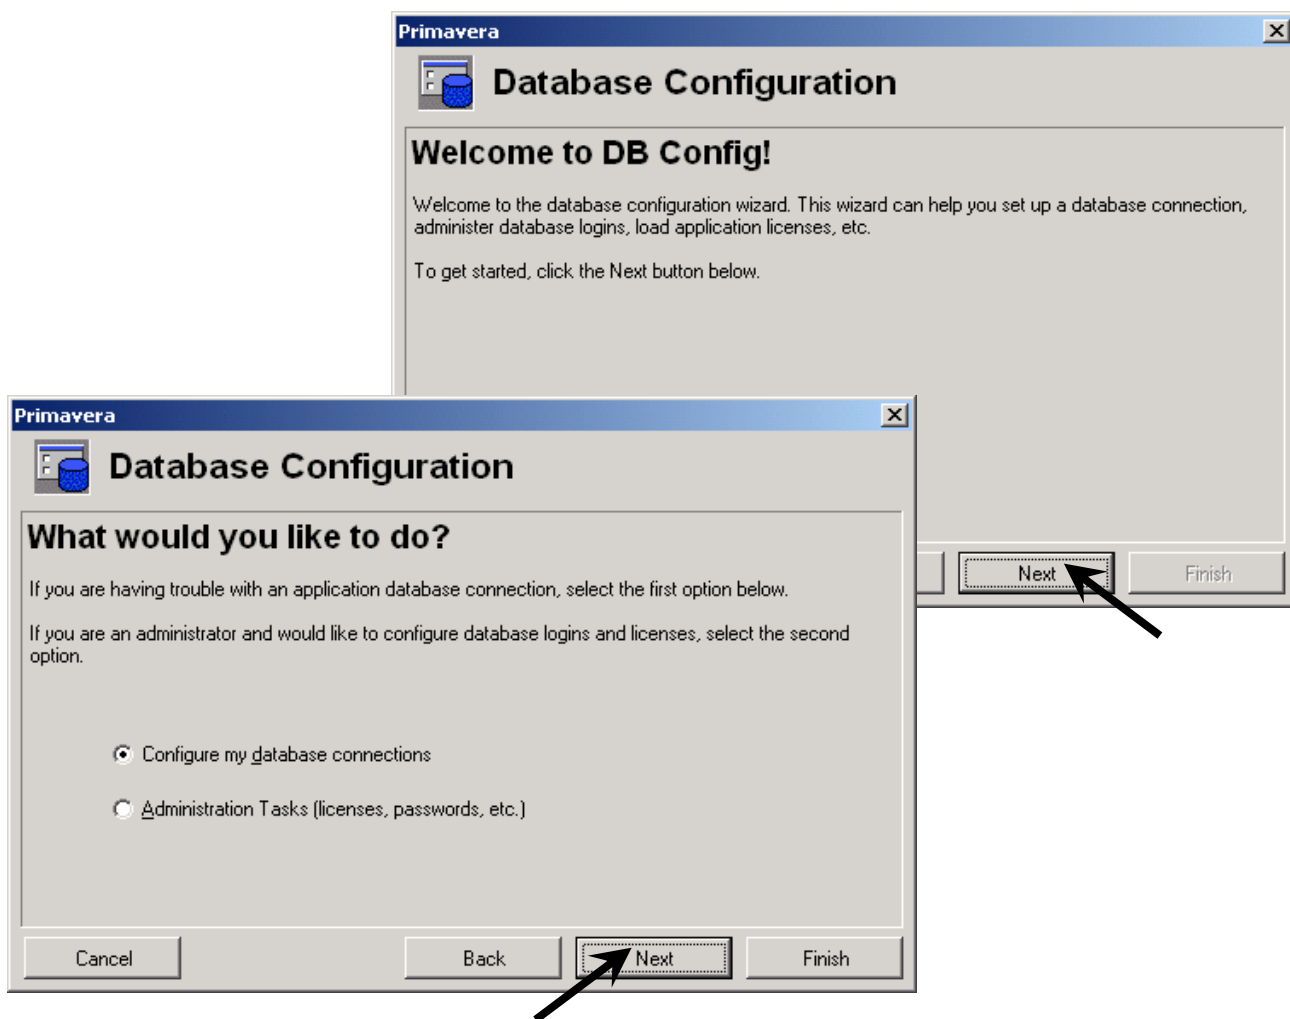 Primavera
Database Configuration
Welcome to DB Config!
Welcome to the database configuration wizard. This wizard can help you set up a database connection,
administer database logins, load application licenses, etc.
To get started, click the Next button below.
Next
Finish
Primavera
Database Configuration
What would you like to do?
If you are having trouble with an application database connection, select the first option below.
If you are an administrator and would like to configure database logins and licenses, select the second
option.
Configure my database connections
Administration Tasks (licenses, passwords, etc.)
Cancel
Back
Next
Finish